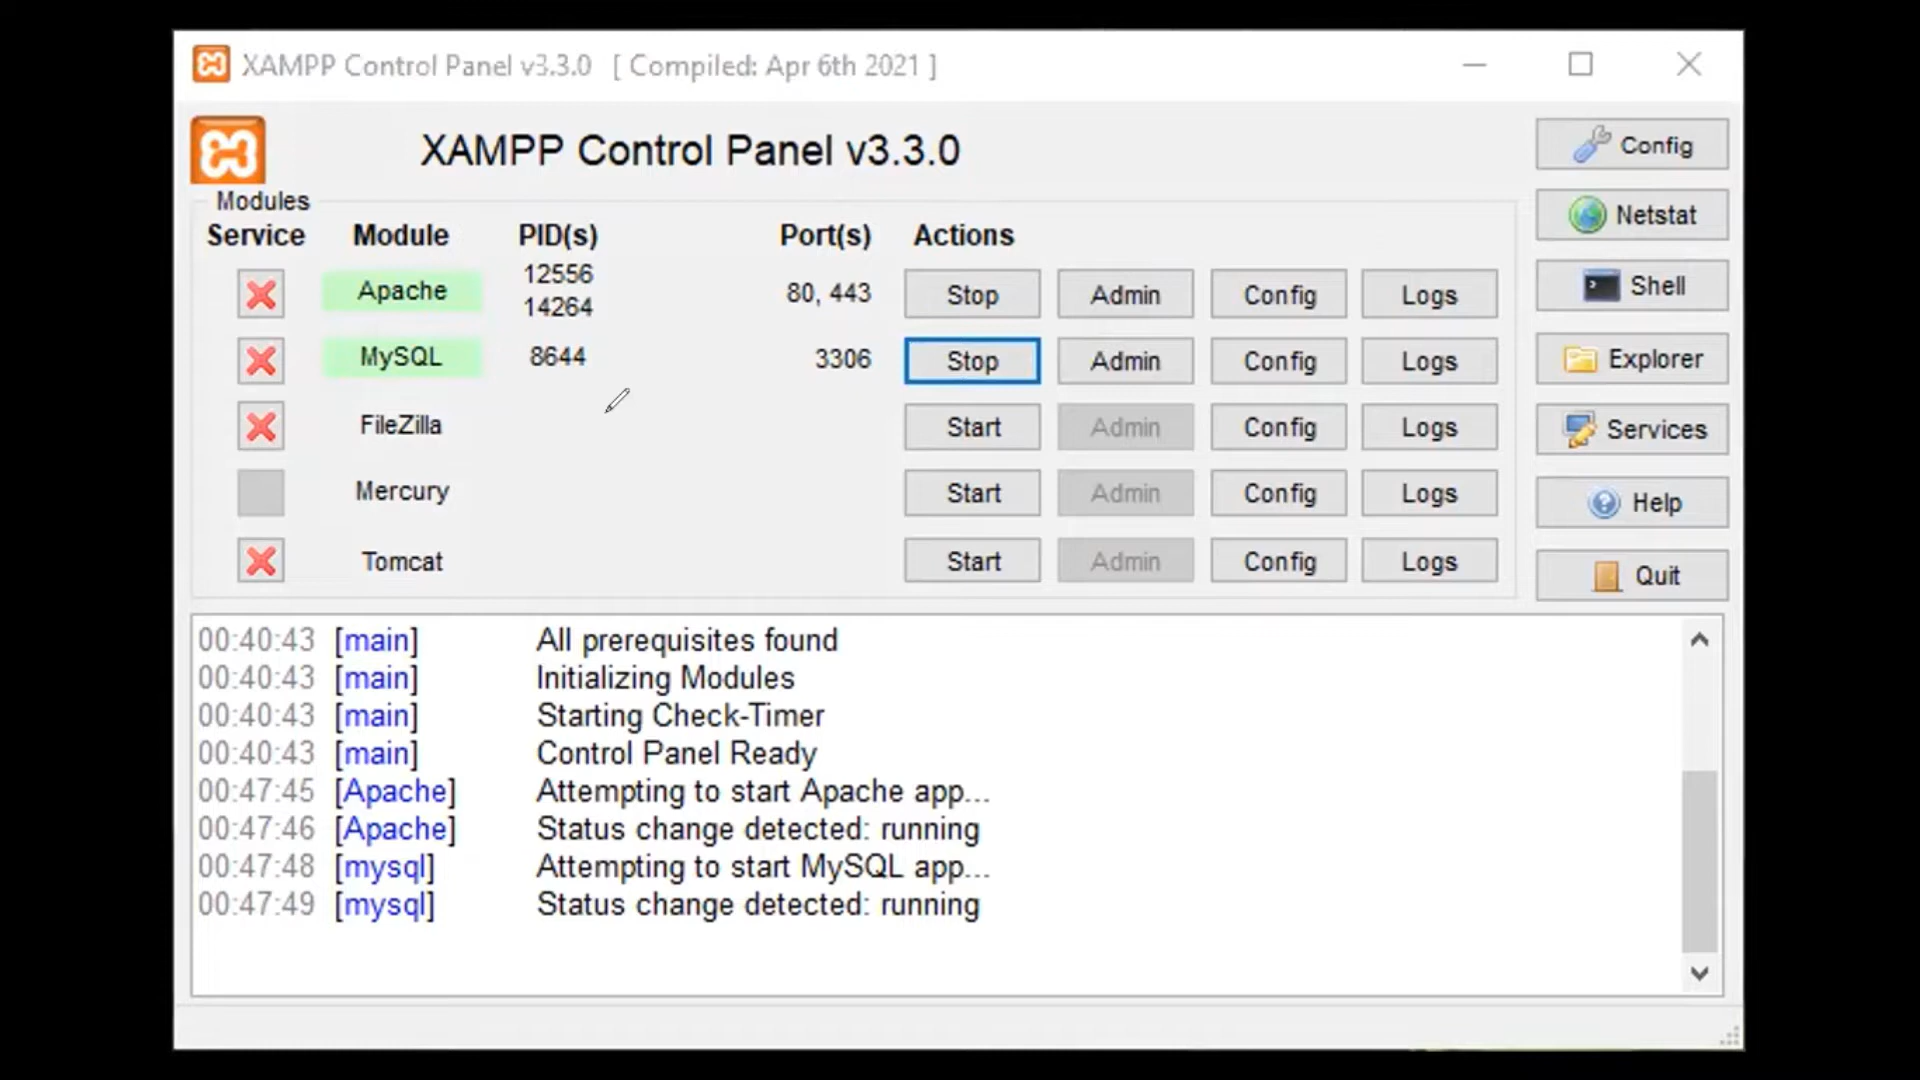 XAMPP Control Panel v3.3.0 [ Compiled: Apr 6th 2021 ]
XAMPP Control Panel v3.3.0
Modules
Service Module PID(s) Port(s) Actions
Apache 12556 14264 80, 443 Stop Admin Config Logs
MySQL 8644 3306 Stop Admin Config Logs
FileZilla Start Admin Config Logs
Mercury Start Admin Config Logs
Tomcat Start Admin Config Logs
Config
Netstat
Shell
Explorer
Services
Help
Quit
00:40:43 [main] All prerequisites found
00:40:43 [main] Initializing Modules
00:40:43 [main] Starting Check-Timer
00:40:43 [main] Control Panel Ready
00:47:45 [Apache] Attempting to start Apache app...
00:47:46 [Apache] Status change detected: running
00:47:48 [mysql] Attempting to start MySQL app...
00:47:49 [mysql] Status change detected: running